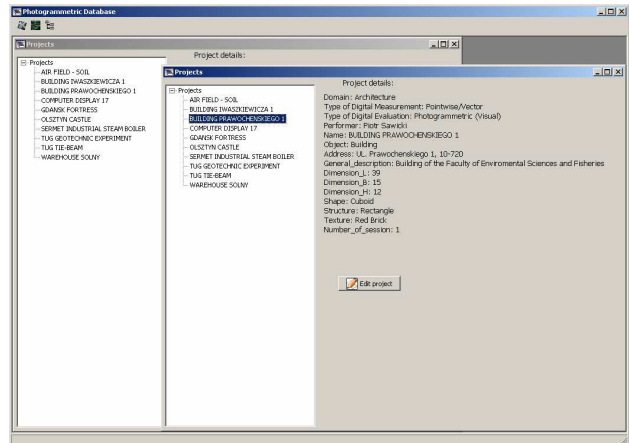 Photogrammetric Database
Projects
Project details:
Projects
AIR FIELD - SOIL
BUILDING IWASZKIEWICZA 1
BUILDING PRAWOCHENSKIEGO 1
COMPUTER DISPLAY 17
GDANSK FORTRESS
OLSZTYN CASTLE
SERMET INDUSTRIAL STEAM BOILER
TUG GEOTECHNIC EXPERIMENT
TUG TIE-BEAM
WAREHOUSE SOLNY
Projects
Projects
AIR FIELD - SOIL
BUILDING IWASZKIEWICZA 1
BUILDING PRAWOCHENSKIEGO 1
COMPUTER DISPLAY 17
GDANSK FORTRESS
OLSZTYN CASTLE
SERMET INDUSTRIAL STEAM BOILER
TUG GEOTECHNIC EXPERIMENT
TUG TIE-BEAM
WAREHOUSE SOLNY
Project details:
Domain: Architecture
Type of Digital Measurement: Pointwise/Vector
Type of Digital Evaluation: Photogrammetric (Visual)
Performer: Piotr Sawicki
Name: BUILDING PRAWOCHENSKIEGO 1
Object: Building
Address: UL. Prawochenskiego 1, 10-720
General_description: Building of the Faculty of Enviromental Sciences and Fisheries
Dimension_L: 39
Dimension_B: 15
Dimension_H: 12
Shape: Cuboid
Structure: Rectangle
Texture: Red Brick
Number_of_session: 1
Edit project